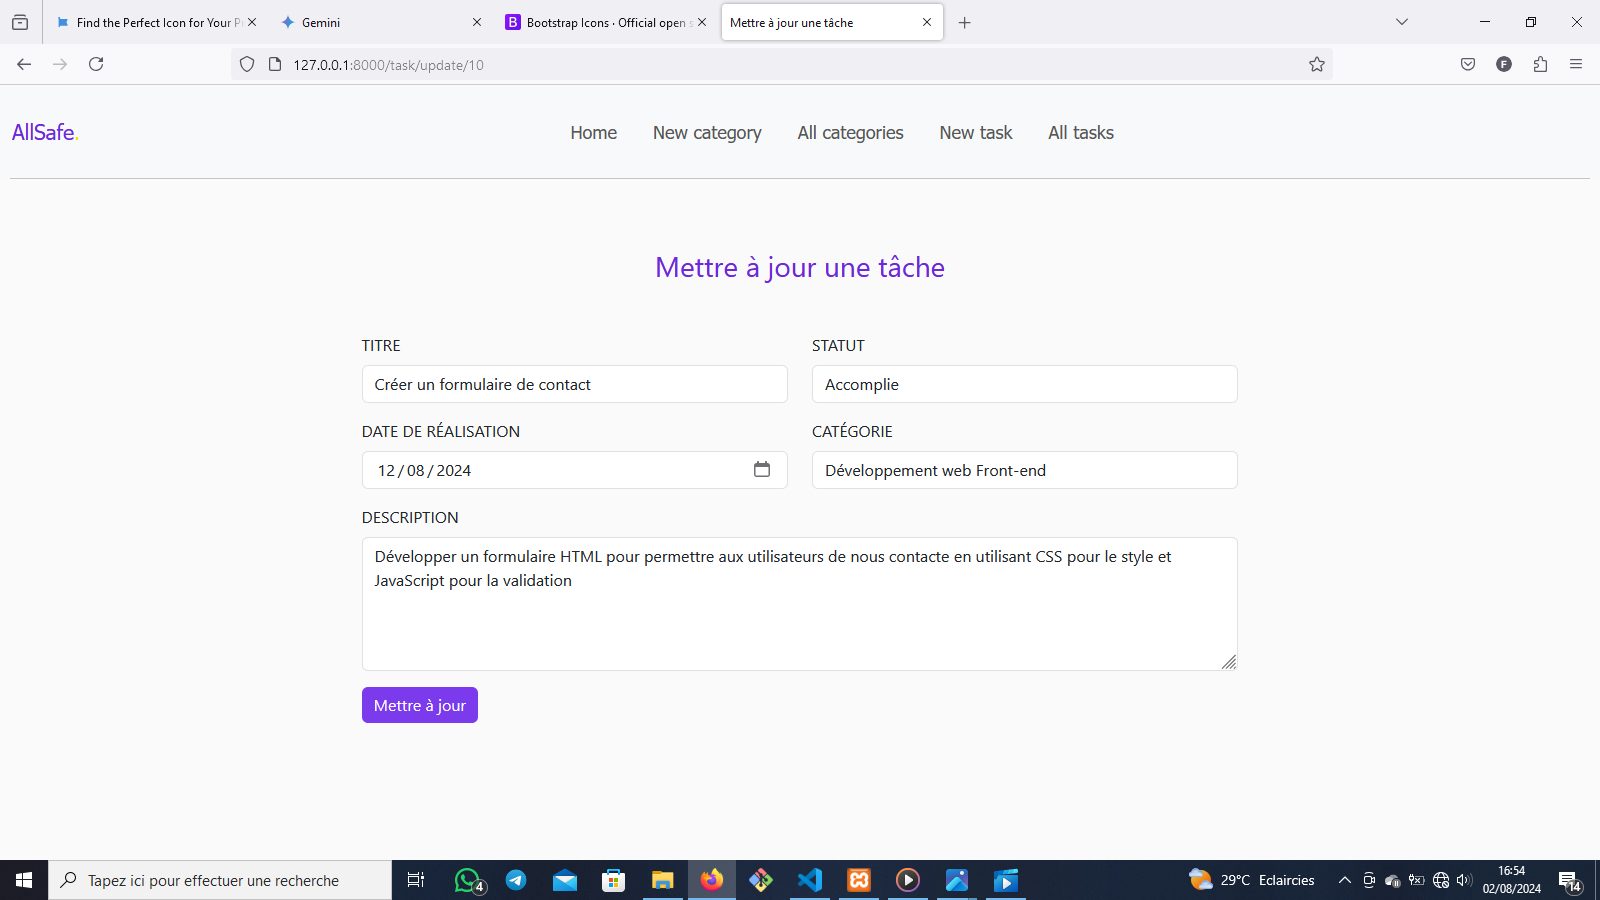 Find the Perfect Icon for Your P
Gemini
Bootstrap Icons · Official open s
Mettre à jour une tâche
127.0.0.1:8000/task/update/10
AllSafe.
Home
New category
All categories
New task
All tasks
Mettre à jour une tâche
TITRE
STATUT
Créer un formulaire de contact
Accomplie
DATE DE RÉALISATION
CATÉGORIE
12/08/2024
Développement web Front-end
DESCRIPTION
Développer un formulaire HTML pour permettre aux utilisateurs de nous contacte en utilisant CSS pour le style et
JavaScript pour la validation
Mettre à jour
Tapez ici pour effectuer une recherche
4
29°C Eclaircies
16:54
02/08/2024
14